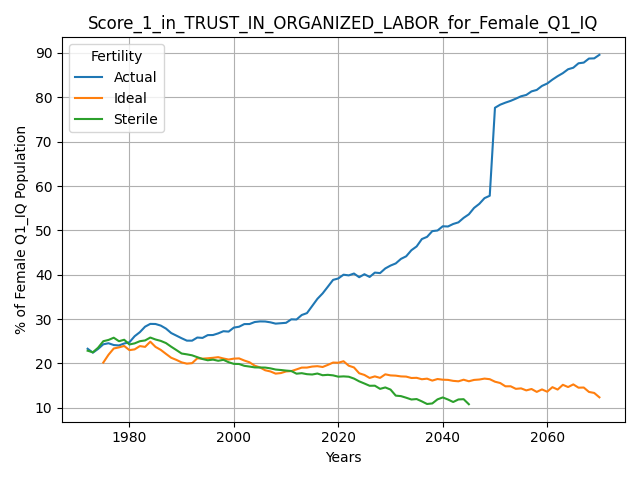 Score_1_in_TRUST_IN_ORGANIZED_LABOR_for_Female_Q1_IQ
Fertility
Actual
Ideal
Sterile
% of Female Q1_IQ Population
90
80
70
60
50
40
30
20
10
1980 2000 2020 2040 2060
Years